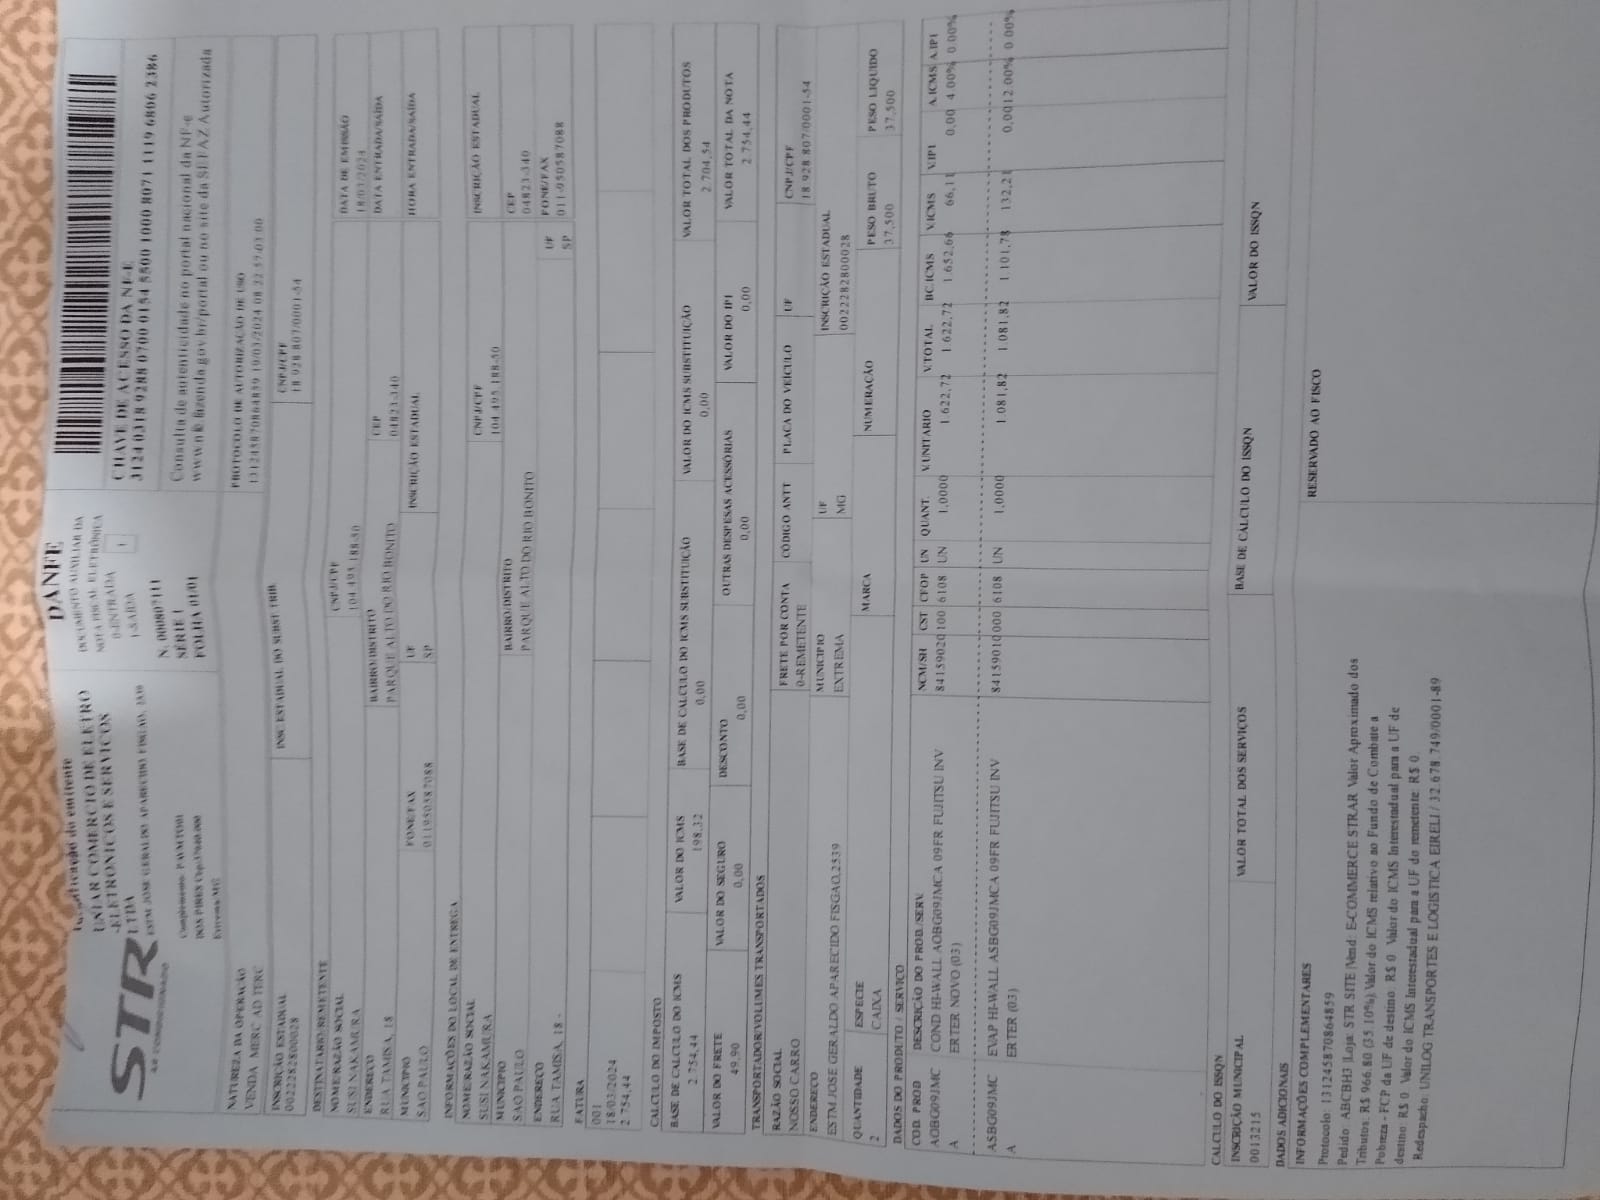 STR
AR CONDICIONADO
do emitente
UNIAR COMERCIO DE ELETRO
-ELETRONICOS E SERVICOS
LTDA
ESTM JOSE GERALDO APARECIDO FISGAO, 2539
Complemento: PAVMTO01
DOS PIRES Cep:37640.000
Extrema/MG
DANFE
DOCUMENTO AUXILIAR DA
NOTA FISCAL ELETRÔNICA
0-ENTRADA
1-SAÍDA
1
N. 000807111
SÉRIE 1
FOLHA 01/01
CHAVE DE ACESSO DA NF-E
3124 0318 9288 0700 0154 5500 1000 8071 1119 6806 2386
Consulta de autenticidade no portal nacional da NF-e
www.nfe.fazenda.gov.br/portal ou no site da SEFAZ Autorizada
NATUREZA DA OPERACÃO
VENDA MERC AD TERC
PROTOCOLO DE AUTORIZAÇÃO DE USO
131245870864859 19/03/2024 08:22:57-03:00
INSCRIÇÃO ESTADUAL
0022282800028
INSC.ESTADUAL DO SUBST TRIB.
CNPJ/CPF
18.928.807/0001-54
DESTINATARIO/REMETENTE
NOME/RAZÃO SOCIAL
SUSI NAKAMURA
CNPJ/CPF
104.495.188-50
DATA DE EMISSÃO
18/03/2024
ENDEREÇO
RUA TAMISA, 18
BAIRRO/DISTRITO
PARQUE ALTO DO RIO BONITO
CEP
04823-340
DATA ENTRADA/SAÍDA
MUNICIPIO
SAO PAULO
FONE/FAX
011950587088
UF
SP
INSCRIÇÃO ESTADUAL
HORA ENTRADA/SAÍDA
INFORMAÇÕES DO LOCAL DE ENTREGA
NOME/RAZÃO SOCIAL
SUSI NAKAMURA
CNPJ/CPF
104.495.188-50
INSCRIÇÃO ESTADUAL
MUNICIPIO
SAO PAULO
BAIRRO/DISTRITO
PARQUE ALTO DO RIO BONITO
CEP
04823-340
ENDEREÇO
RUA TAMISA, 18 -
UF
SP
FONE/FAX
011-950587088
FATURA
001
18/03/2024
2.754,44
CALCULO DO IMPOSTO
BASE DE CALCULO DO ICMS
2.754,44
VALOR DO ICMS
198,32
BASE DE CALCULO DO ICMS SUBSTITUIÇÃO
0,00
VALOR DO ICMS SUBSTITUIÇÃO
0,00
VALOR TOTAL DOS PRODUTOS
2.704,54
VALOR DO FRETE
49,90
VALOR DO SEGURO
0,00
DESCONTO
0,00
OUTRAS DESPESAS ACESSÓRIAS
0,00
VALOR DO IPI
0,00
VALOR TOTAL DA NOTA
2.754,44
TRANSPORTADOR/VOLUMES TRANSPORTADOS
RAZÃO SOCIAL
NOSSO CARRO
FRETE POR CONTA
0-REMETENTE
CÓDIGO ANTT
PLACA DO VEÍCULO
UF
CNPJ/CPF
18.928.807/0001-54
ENDEREÇO
ESTM JOSE GERALDO APARECIDO FISGAO,2539
MUNICIPIO
EXTREMA
UF
MG
INSCRIÇÃO ESTADUAL
0022282800028
QUANTIDADE
2
ESPECIE
CAIXA
MARCA
NUMERAÇÃO
PESO BRUTO
37,500
PESO LIQUIDO
37,500
DADOS DO PRODUTO / SERVIÇO
COD. PROD DESCRIÇÃO DO PROD./SERV. NCM/SH CST CFOP UN QUANT. V.UNITARIO V.TOTAL BC.ICMS V.ICMS V.IPI A.ICMS A.IPI
AOBG09JMC COND HI-WALL AOBG09JMCA 09FR FUJITSU INV 84159020 100 6108 UN 1,0000 1.622,72 1.622,72 1.652,66 66,11 0,00 4.00% 0.00%
A ERTER NOVO (03)
ASBG09JMC EVAP HI-WALL ASBG09JMCA 09FR FUJITSU INV 84159010 000 6108 UN 1,0000 1.081,82 1.081,82 1.101,78 132,21 0,00 12.00% 0.00%
A ERTER (03)
CALCULO DO ISSQN
INSCRIÇÃO MUNICIPAL
0013215
VALOR TOTAL DOS SERVIÇOS
BASE DE CÁLCULO DO ISSQN
VALOR DO ISSQN
DADOS ADICIONAIS
INFORMAÇÕES COMPLEMENTARES
RESERVADO AO FISCO
Protocolo: 131245870864859
Pedido: ABCBH3 |Loja: STR SITE |Vend: E-COMMERCE STRAR Valor Aproximado dos
Tributos: R$ 966.80 (35.10%) Valor do ICMS relativo ao Fundo de Combate a
Pobreza - FCP da UF de destino: R$ 0. Valor do ICMS Interestadual para a UF de
destino: R$ 0. Valor do ICMS Interestadual para a UF do remetente: R$ 0.
Redespacho: UNILOG TRANSPORTES E LOGISTICA EIRELI / 32.678.749/0001-89